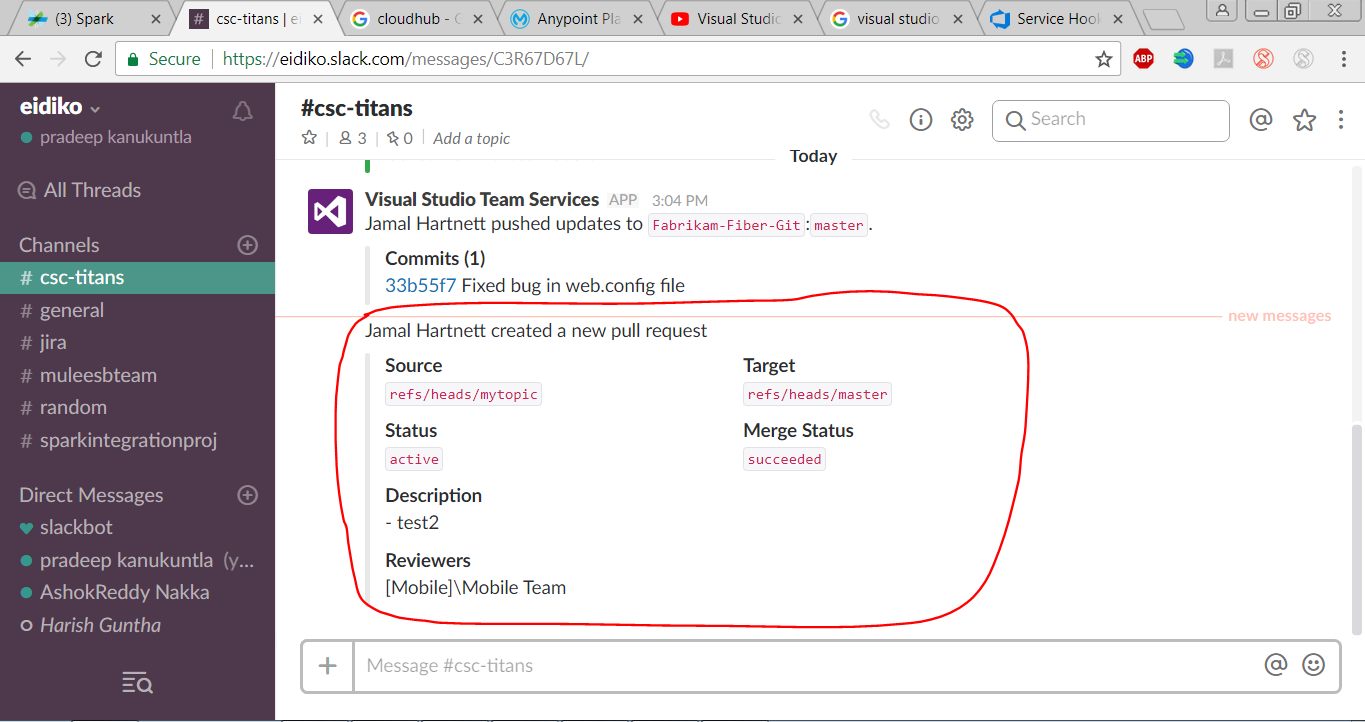 (3) Spark
csc-titans | ei
cloudhub - G
Anypoint Pla
Visual Studio
visual studio
Service Hook
Secure
https://eidiko.slack.com/messages/C3R67D67L/
ABP
eidiko
pradeep kanukuntla
All Threads
Channels
# csc-titans
# general
# jira
# muleesbteam
# random
# sparkintegrationproj
Direct Messages
slackbot
pradeep kanukuntla (y...
AshokReddy Nakka
Harish Guntha
#csc-titans
3 | 0 | Add a topic
Search
Today
Visual Studio Team Services APP 3:04 PM
Jamal Hartnett pushed updates to Fabrikam-Fiber-Git:master.
Commits (1)
33b55f7 Fixed bug in web.config file
new messages
Jamal Hartnett created a new pull request
Source Target
refs/heads/mytopic refs/heads/master
Status Merge Status
active succeeded
Description
- test2
Reviewers
[Mobile]\Mobile Team
Message #csc-titans